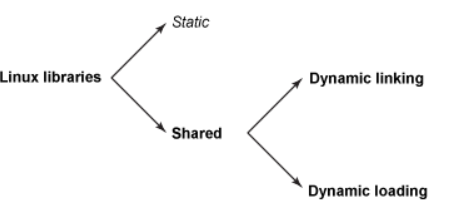 Static
Linux libraries
Dynamic linking
Shared
Dynamic loading